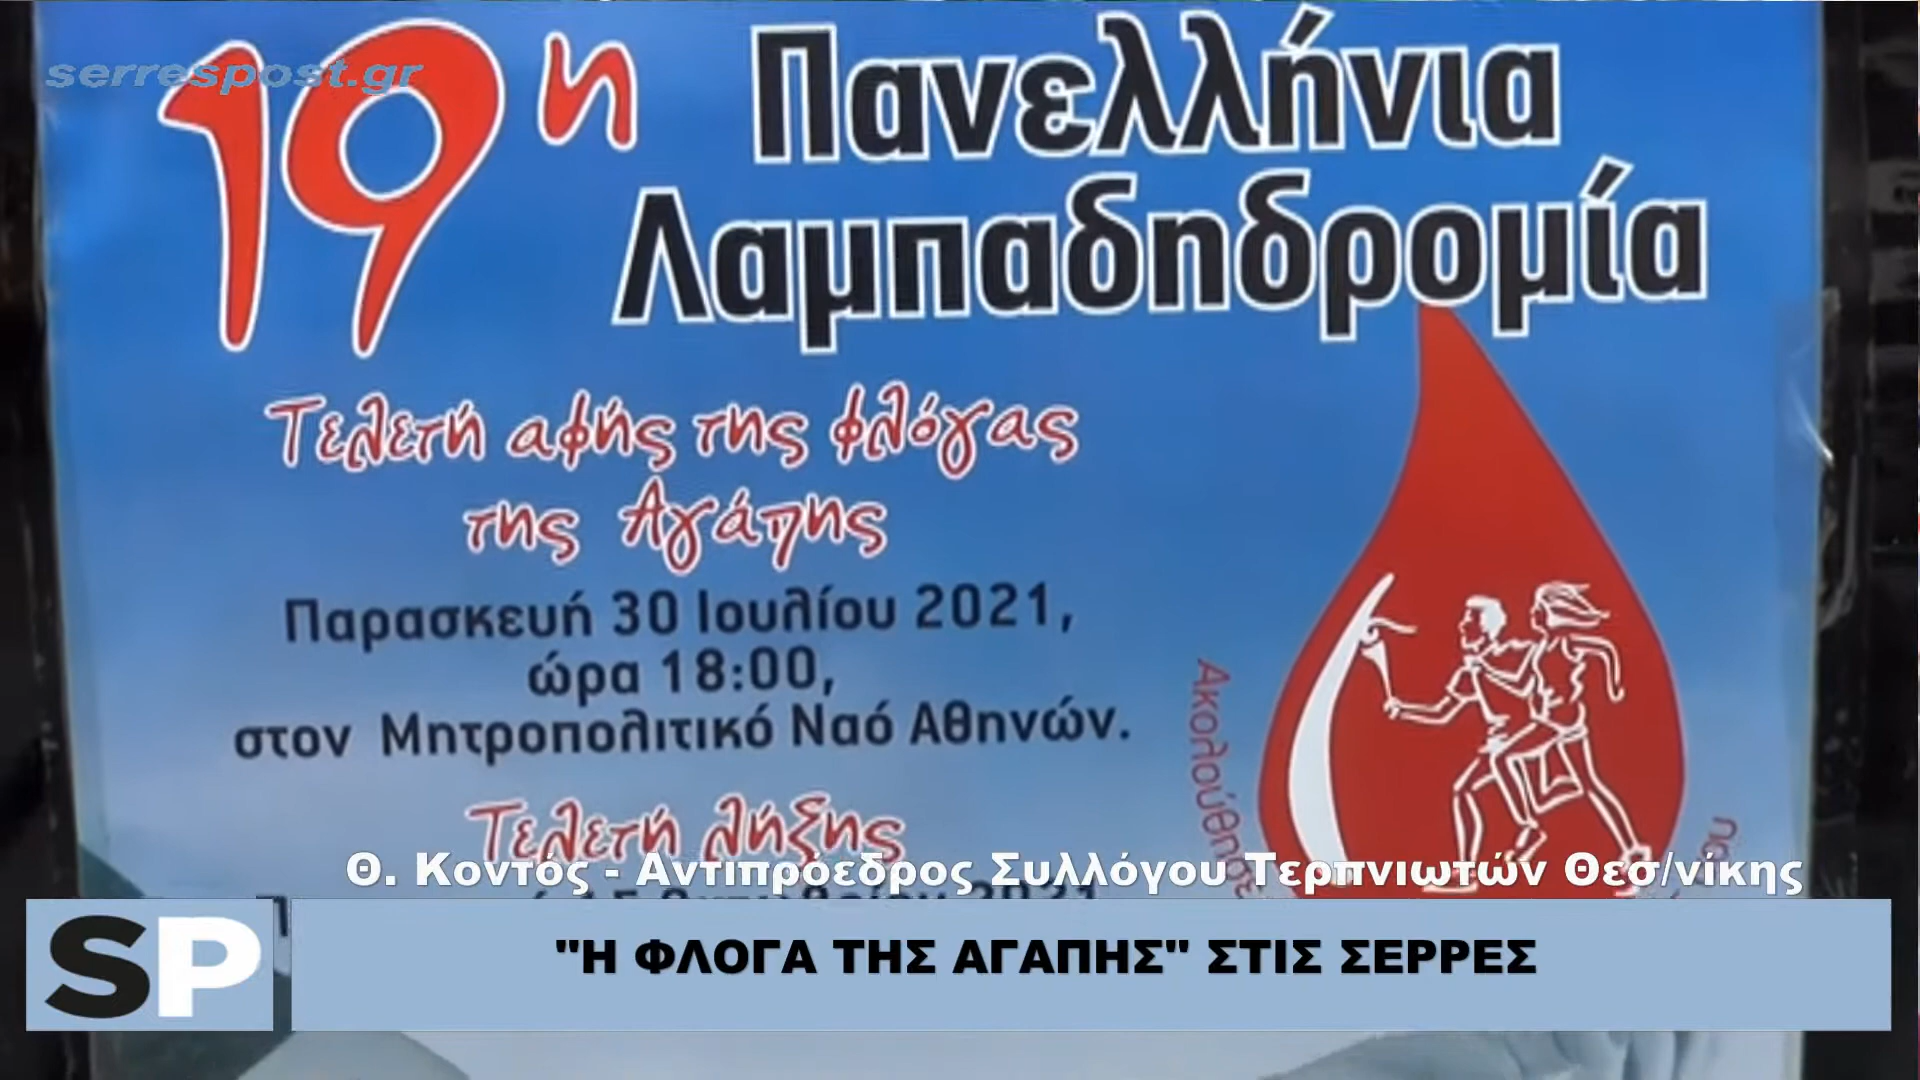 serrespost.gr
19η Πανελλήνια
Λαμπαδηδρομία
Τελετή αφής της φλόγας
της Αγάπης
Παρασκευή 30 Ιουλίου 2021,
ώρα 18:00,
στον Μητροπολιτικό Ναό Αθηνών.
Τελετή λήξης
Θ. Κοντός - Αντιπρόεδρος Συλλόγου Τερπνιωτών Θεσ/νίκης
SP
"Η ΦΛΟΓΑ ΤΗΣ ΑΓΑΠΗΣ" ΣΤΙΣ ΣΕΡΡΕΣ